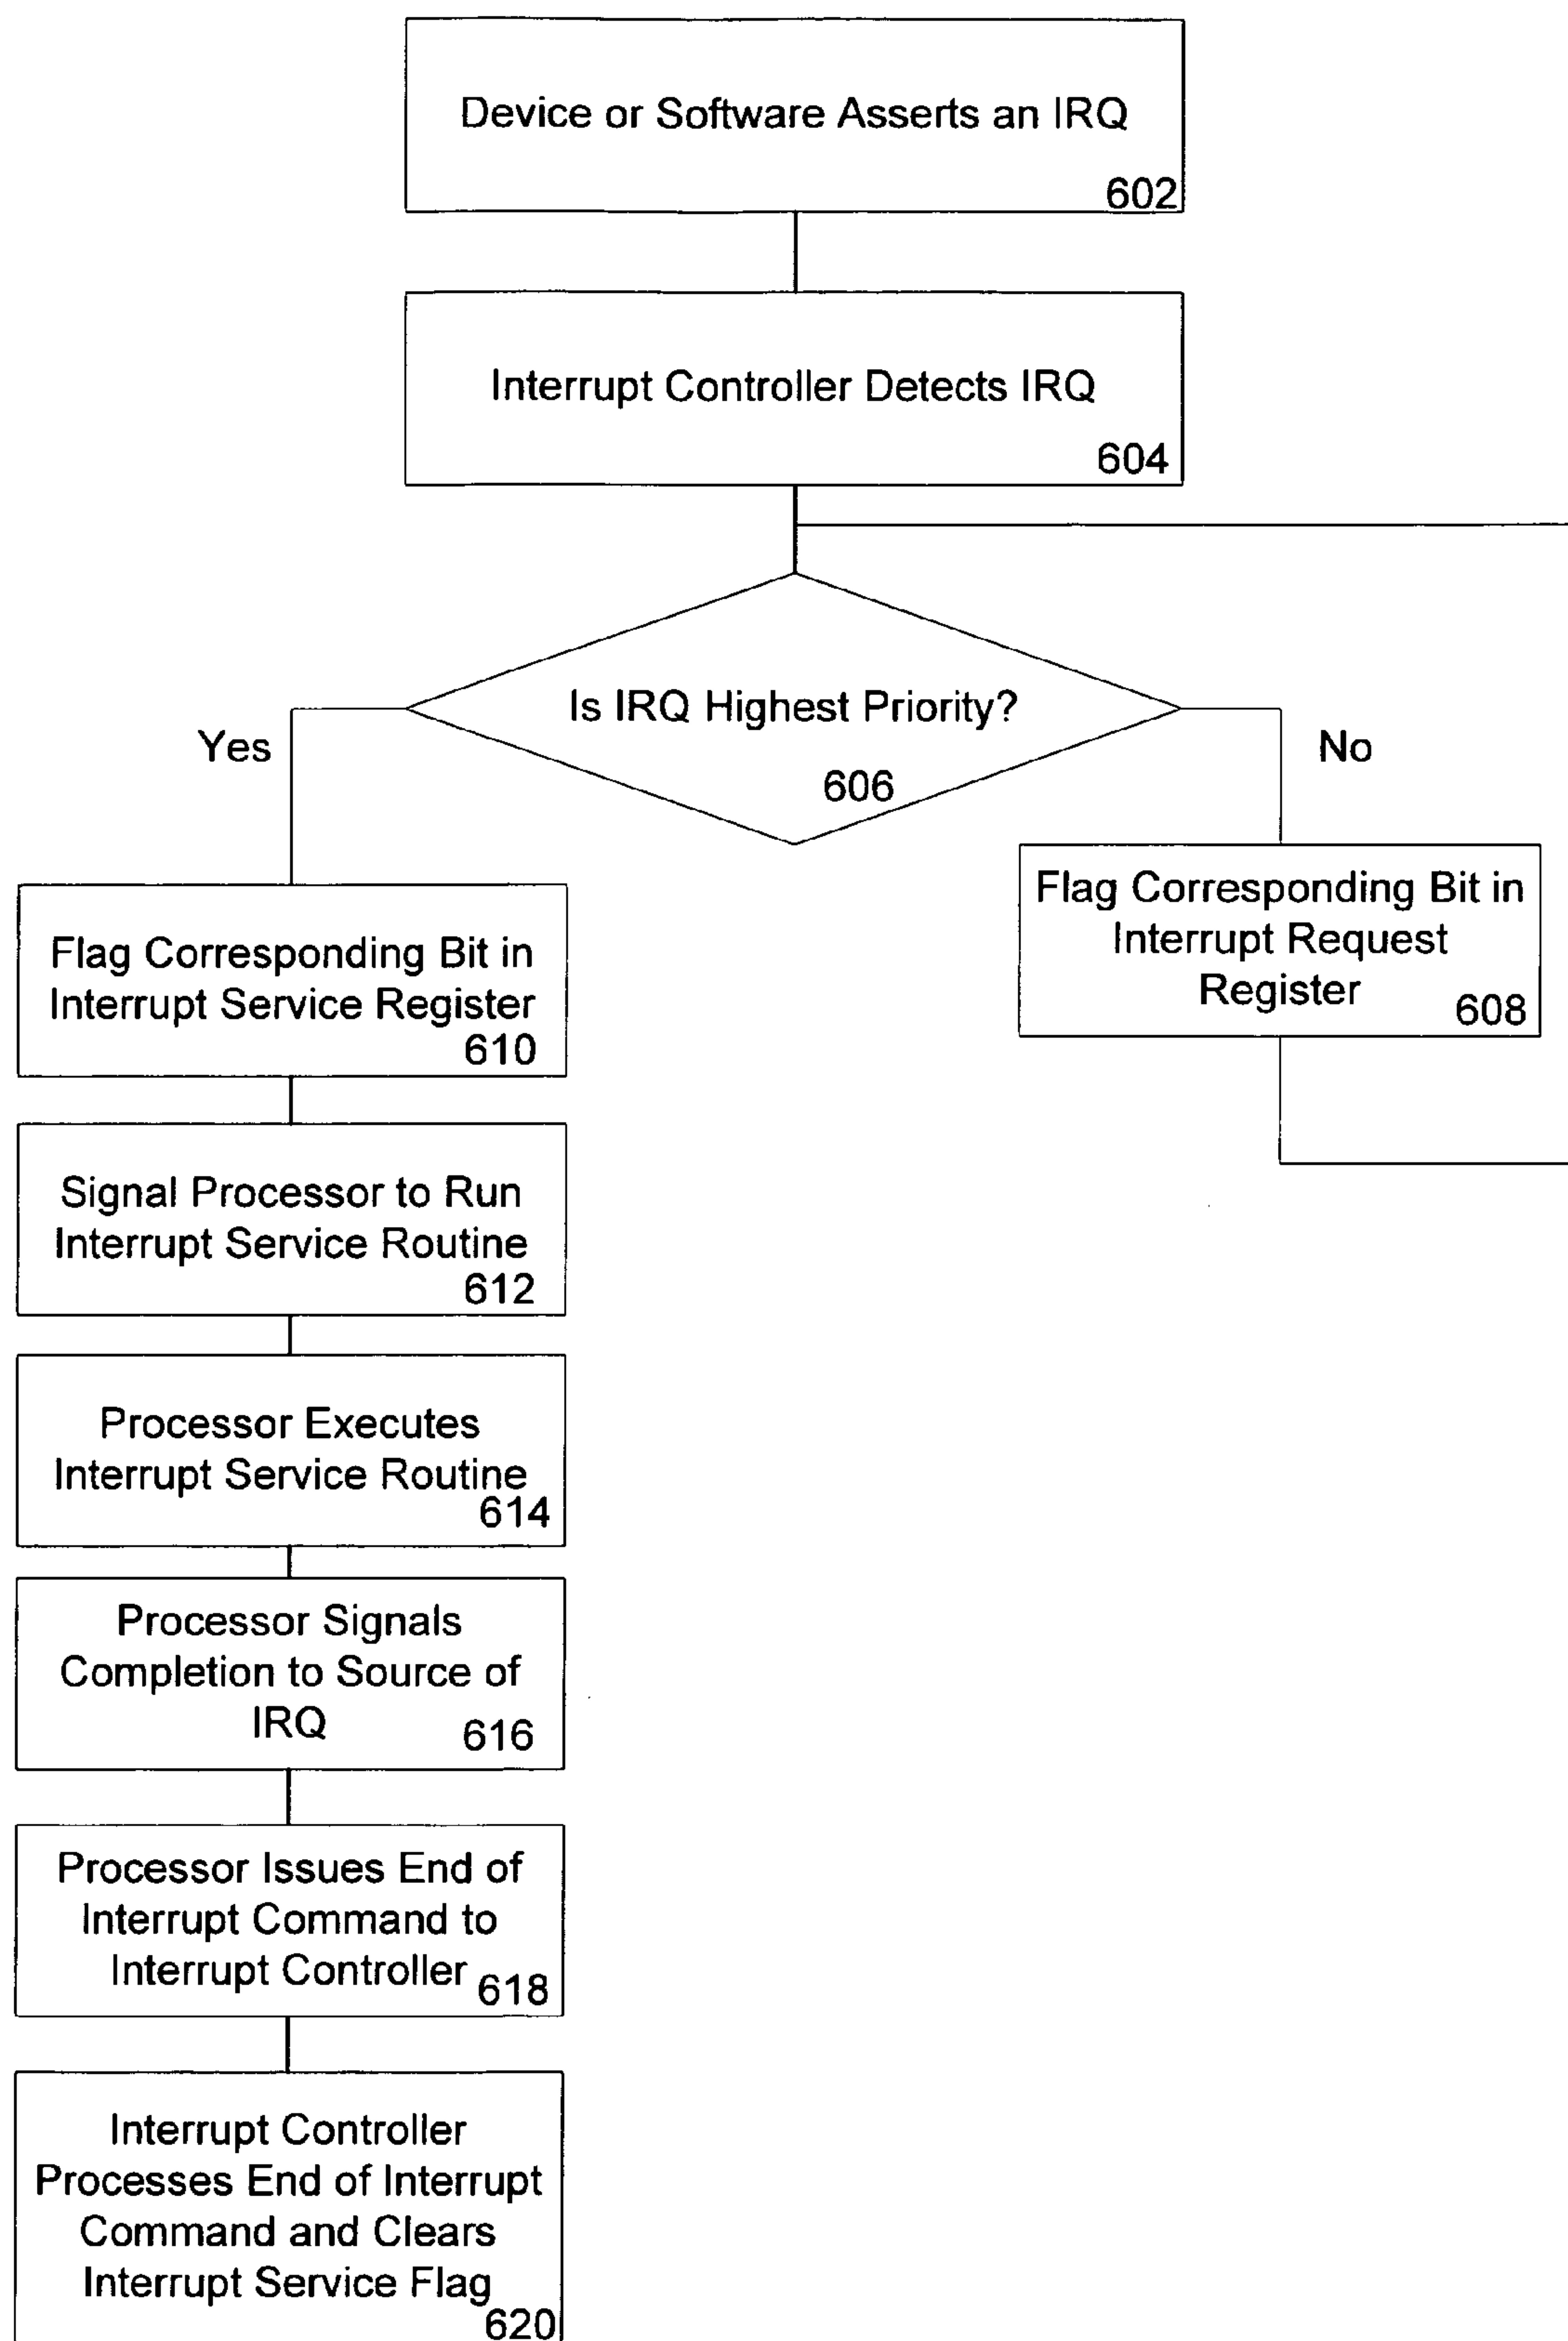 Device or Software Asserts an IRQ
602
Interrupt Controller Detects IRQ
604
Is IRQ Highest Priority?
606
Yes
No
Flag Corresponding Bit in
Interrupt Request
Register
608
Flag Corresponding Bit in
Interrupt Service Register
610
Signal Processor to Run
Interrupt Service Routine
612
Processor Executes
Interrupt Service Routine
614
Processor Signals
Completion to Source of
IRQ
616
Processor Issues End of
Interrupt Command to
Interrupt Controller
618
Interrupt Controller
Processes End of Interrupt
Command and Clears
Interrupt Service Flag
620